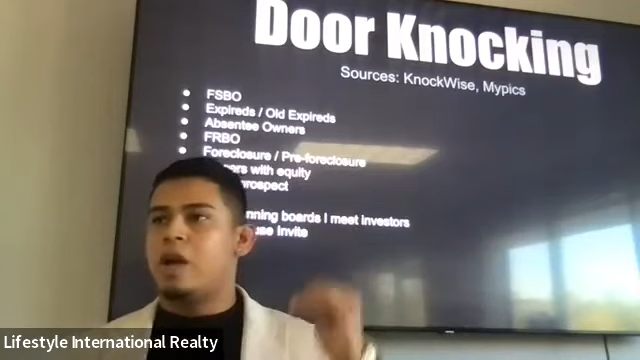 Door Knocking
Sources: KnockWise, Mypics
FSBO
Expireds / Old Expireds
Absentee Owners
FRBO
Foreclosure / Pre-foreclosure
with equity
boards I meet investors
Invite
Lifestyle International Realty